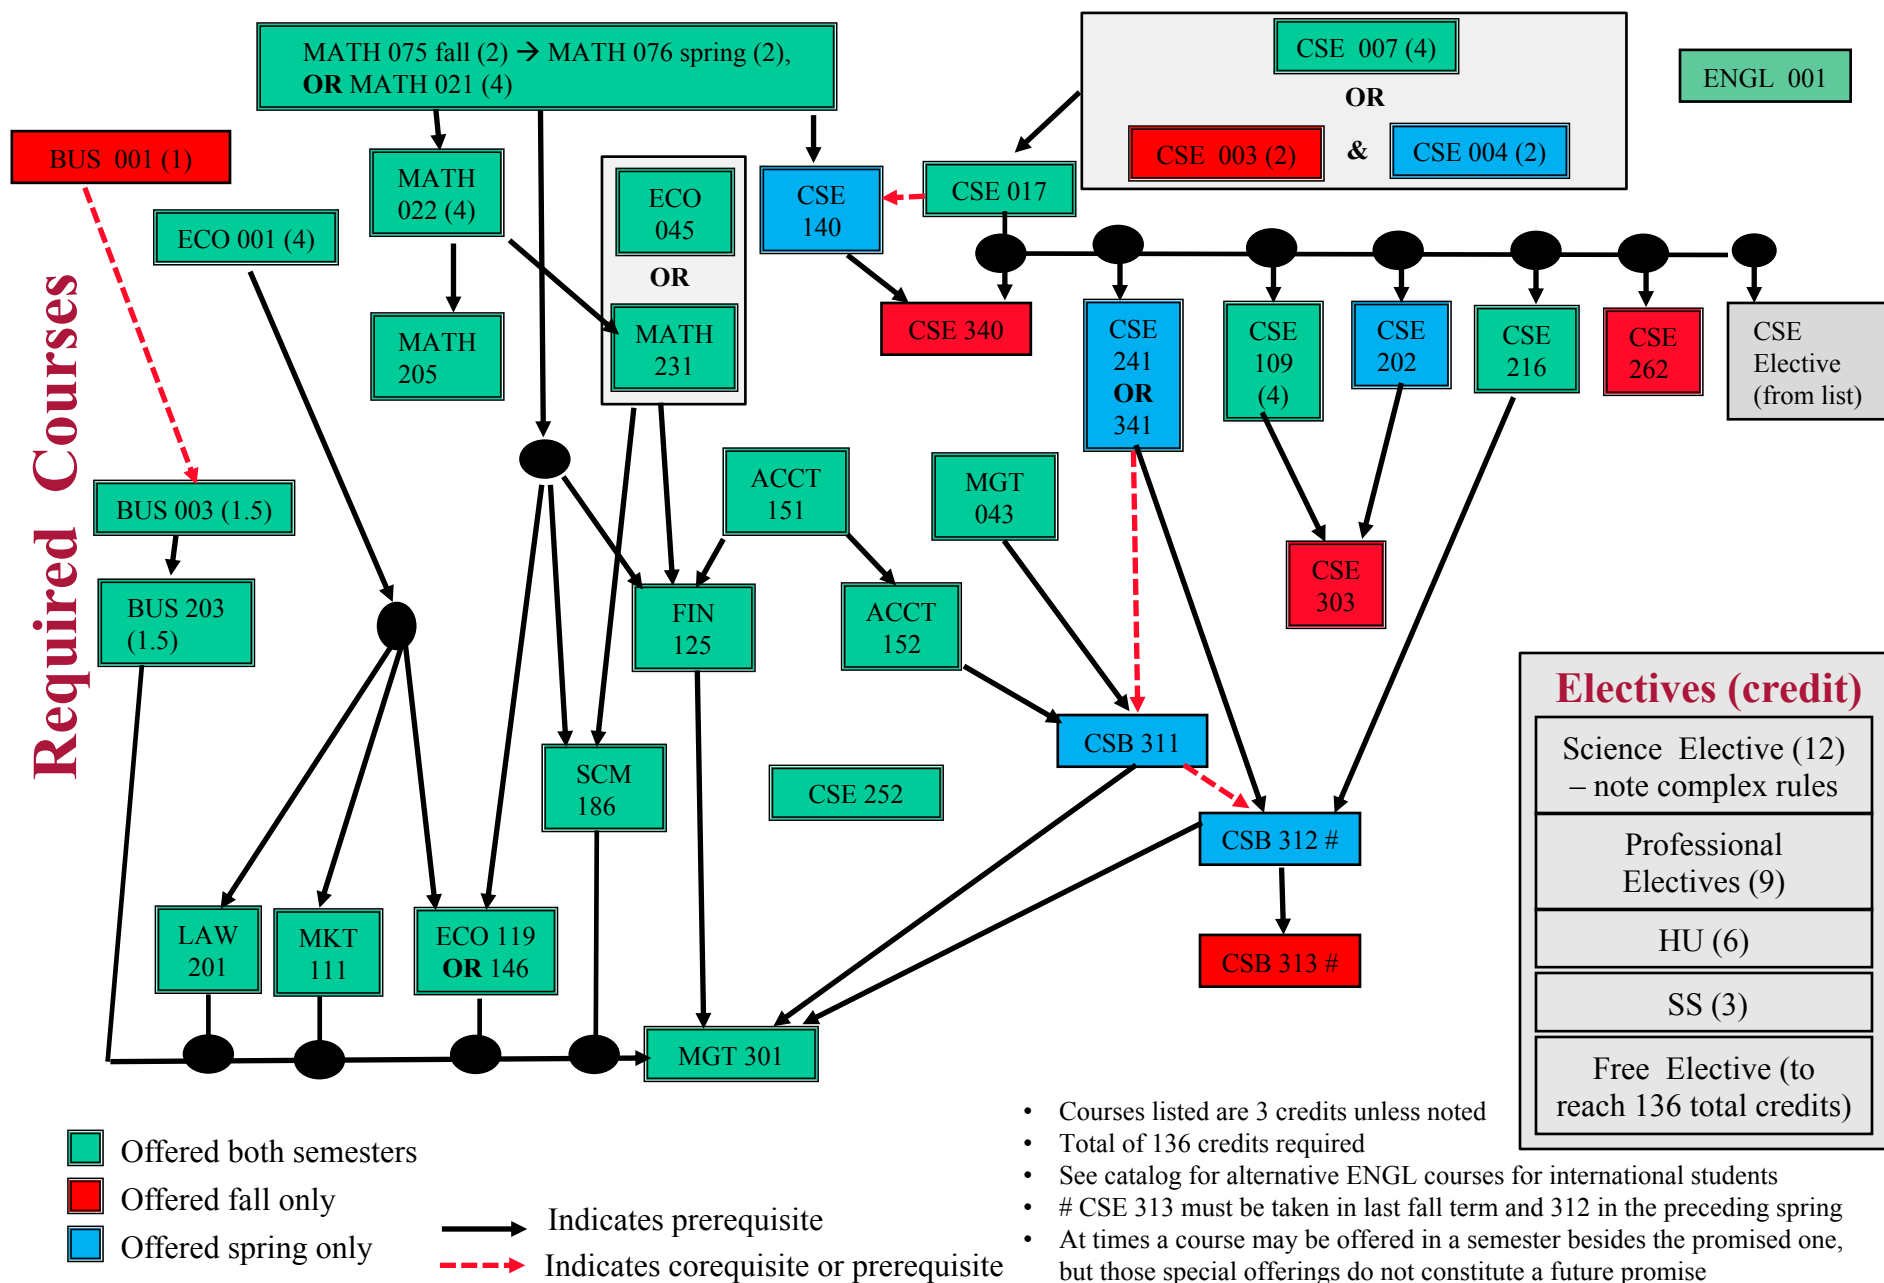 Required Courses
MATH 075 fall (2) → MATH 076 spring (2),
OR MATH 021 (4)
CSE 007 (4)
OR
CSE 003 (2)
&
CSE 004 (2)
ENGL 001
BUS 001 (1)
MATH
022 (4)
ECO
045
OR
MATH
231
CSE
140
CSE 017
ECO 001 (4)
MATH
205
CSE 340
CSE
241
OR
341
CSE
109
(4)
CSE
202
CSE
216
CSE
262
CSE
Elective
(from list)
BUS 003 (1.5)
ACCT
151
MGT
043
BUS 203
(1.5)
FIN
125
ACCT
152
CSE
303
CSB 311
SCM
186
CSE 252
CSB 312 #
LAW
201
MKT
111
ECO 119
OR 146
CSB 313 #
MGT 301
Electives (credit)
Science Elective (12)
– note complex rules
Professional
Electives (9)
HU (6)
SS (3)
Free Elective (to
reach 136 total credits)
Offered both semesters
Offered fall only
Offered spring only
Indicates prerequisite
Indicates corequisite or prerequisite
• Courses listed are 3 credits unless noted
• Total of 136 credits required
• See catalog for alternative ENGL courses for international students
• # CSE 313 must be taken in last fall term and 312 in the preceding spring
• At times a course may be offered in a semester besides the promised one,
but those special offerings do not constitute a future promise